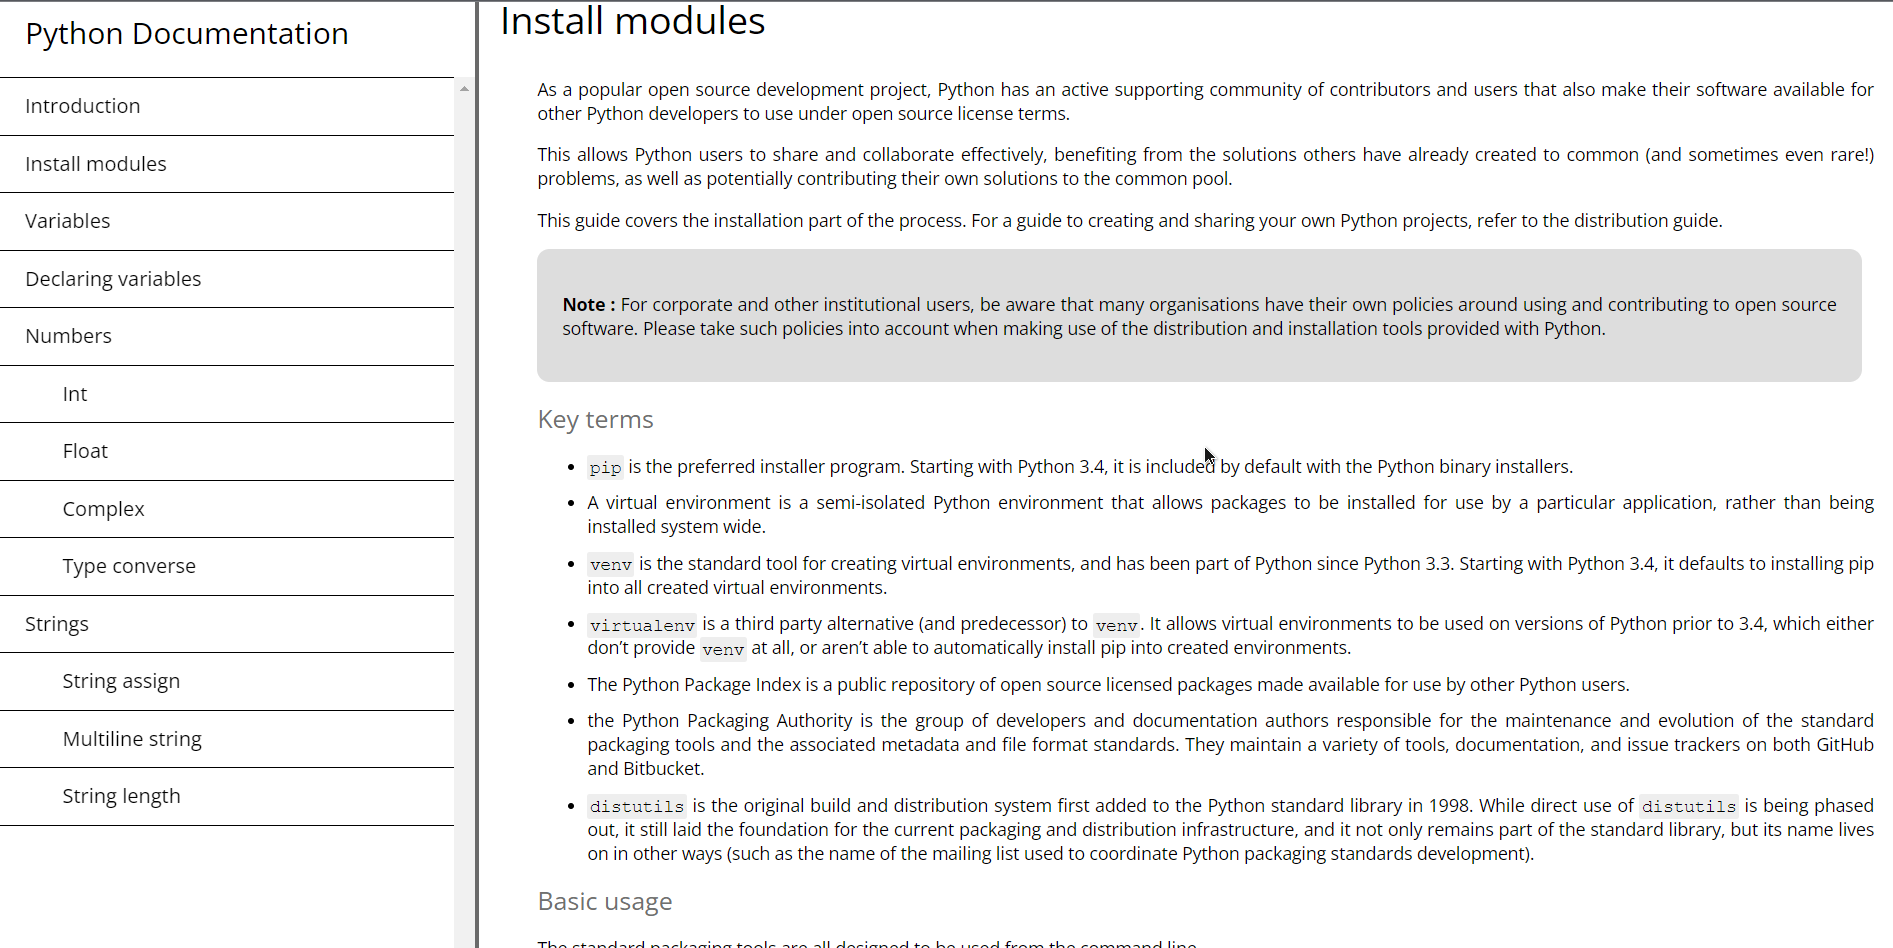 Python Documentation
Introduction
Install modules
Variables
Declaring variables
Numbers
Int
Float
Complex
Type converse
Strings
String assign
Multiline string
String length
Install modules
As a popular open source development project, Python has an active supporting community of contributors and users that also make their software available for
other Python developers to use under open source license terms.
This allows Python users to share and collaborate effectively, benefiting from the solutions others have already created to common (and sometimes even rare!)
problems, as well as potentially contributing their own solutions to the common pool.
This guide covers the installation part of the process. For a guide to creating and sharing your own Python projects, refer to the distribution guide.
Note : For corporate and other institutional users, be aware that many organisations have their own policies around using and contributing to open source
software. Please take such policies into account when making use of the distribution and installation tools provided with Python.
Key terms
• pip is the preferred installer program. Starting with Python 3.4, it is included by default with the Python binary installers.
• A virtual environment is a semi-isolated Python environment that allows packages to be installed for use by a particular application, rather than being
installed system wide.
• venv is the standard tool for creating virtual environments, and has been part of Python since Python 3.3. Starting with Python 3.4, it defaults to installing pip
into all created virtual environments.
• virtualenv is a third party alternative (and predecessor) to venv. It allows virtual environments to be used on versions of Python prior to 3.4, which either
don’t provide venv at all, or aren’t able to automatically install pip into created environments.
• The Python Package Index is a public repository of open source licensed packages made available for use by other Python users.
• the Python Packaging Authority is the group of developers and documentation authors responsible for the maintenance and evolution of the standard
packaging tools and the associated metadata and file format standards. They maintain a variety of tools, documentation, and issue trackers on both GitHub
and Bitbucket.
• distutils is the original build and distribution system first added to the Python standard library in 1998. While direct use of distutils is being phased
out, it still laid the foundation for the current packaging and distribution infrastructure, and it not only remains part of the standard library, but its name lives
on in other ways (such as the name of the mailing list used to coordinate Python packaging standards development).
Basic usage
The standard packaging tools are all designed to be used from the command line.